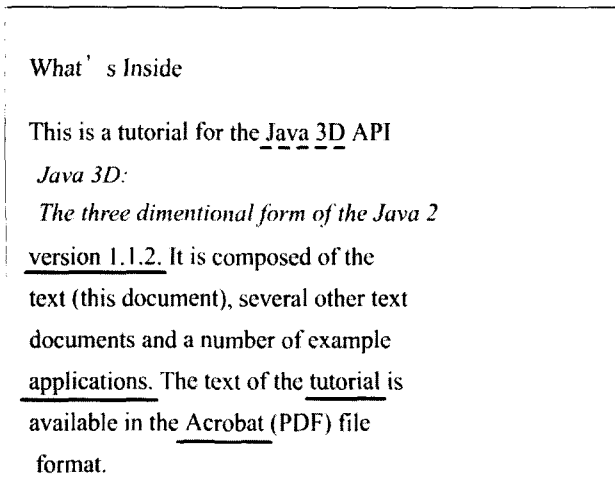 What's Inside
This is a tutorial for the Java 3D API
Java 3D:
The three dimentional form of the Java 2
version 1.1.2. It is composed of the
text (this document), several other text
documents and a number of example
applications. The text of the tutorial is
available in the Acrobat (PDF) file
format.